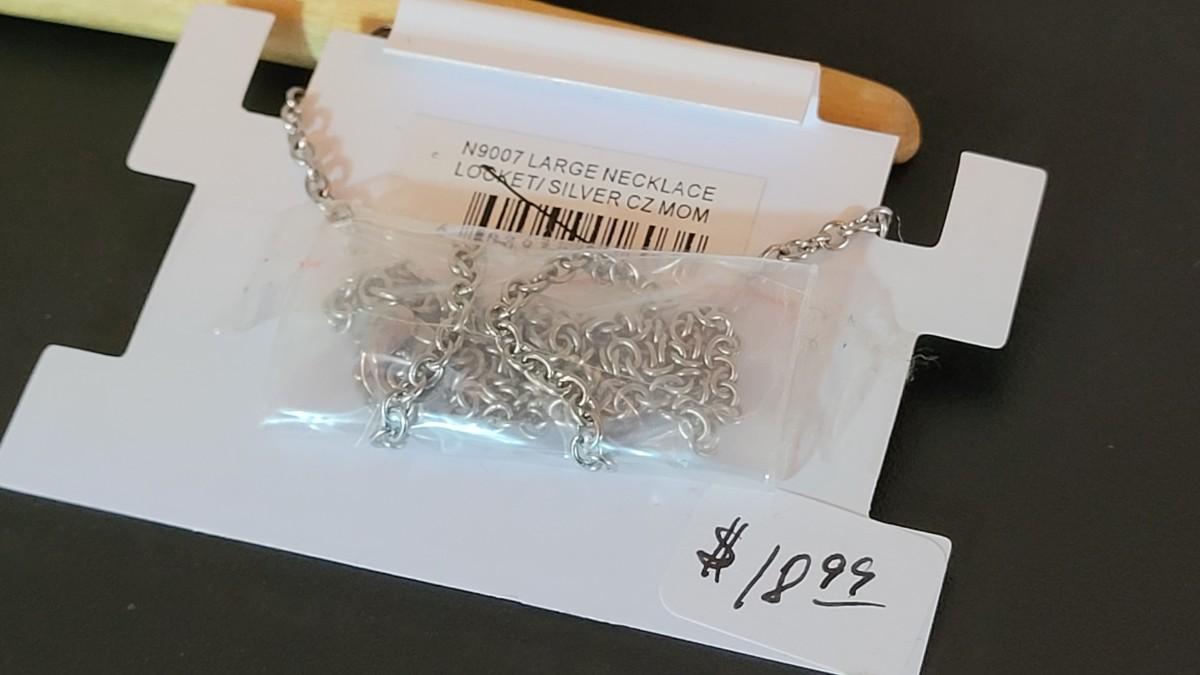 N9007 LARGE NECKLACE
LOCKET/ SILVER CZ MOM
$18.99